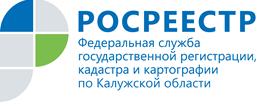 РОСРЕЕСТР
Федеральная служба
государственной регистрации,
кадастра и картографии
по Калужской области